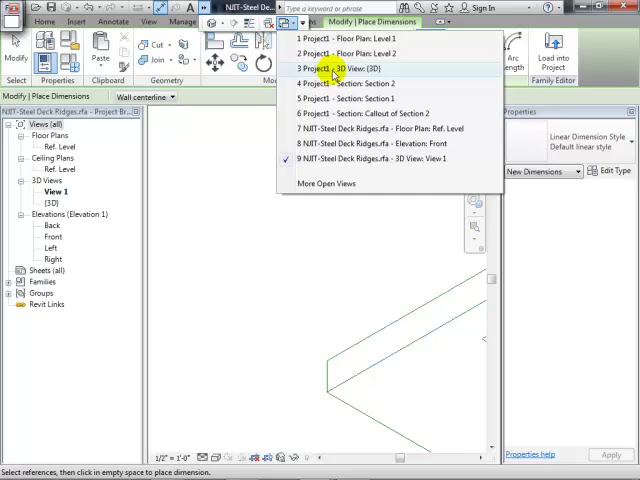 NJIT-Steel De...
Type a keyword or phrase
Sign In
Insert
Annotate
Modify | Place Dimensions
Modify
Select
Properties
1 Project1 - Floor Plan: Level 1
2 Project1 - Floor Plan: Level 2
3 Project1 - 3D View: {3D}
4 Project1 - Section: Section 2
5 Project1 - Section: Section 1
6 Project1 - Section: Callout of Section 2
7 NJIT-Steel Deck Ridges.rfa - Floor Plan: Ref. Level
8 NJIT-Steel Deck Ridges.rfa - Elevation: Front
9 NJIT-Steel Deck Ridges.rfa - 3D View: View 1
More Open Views
Arc
Length
Load into
Project
Family Editor
Modify | Place Dimensions
Wall centerline
NJIT-Steel Deck Ridges.rfa - Project Br...
Views (all)
Floor Plans
Ref. Level
Ceiling Plans
Ref. Level
3D Views
View 1
{3D}
Elevations (Elevation 1)
Back
Front
Left
Right
Sheets (all)
Families
Groups
Revit Links
Properties
Linear Dimension Style
Default linear style
New Dimensions
Edit Type
Properties help
Apply
1/2" = 1'-0"
Select references, then click in empty space to place dimension.